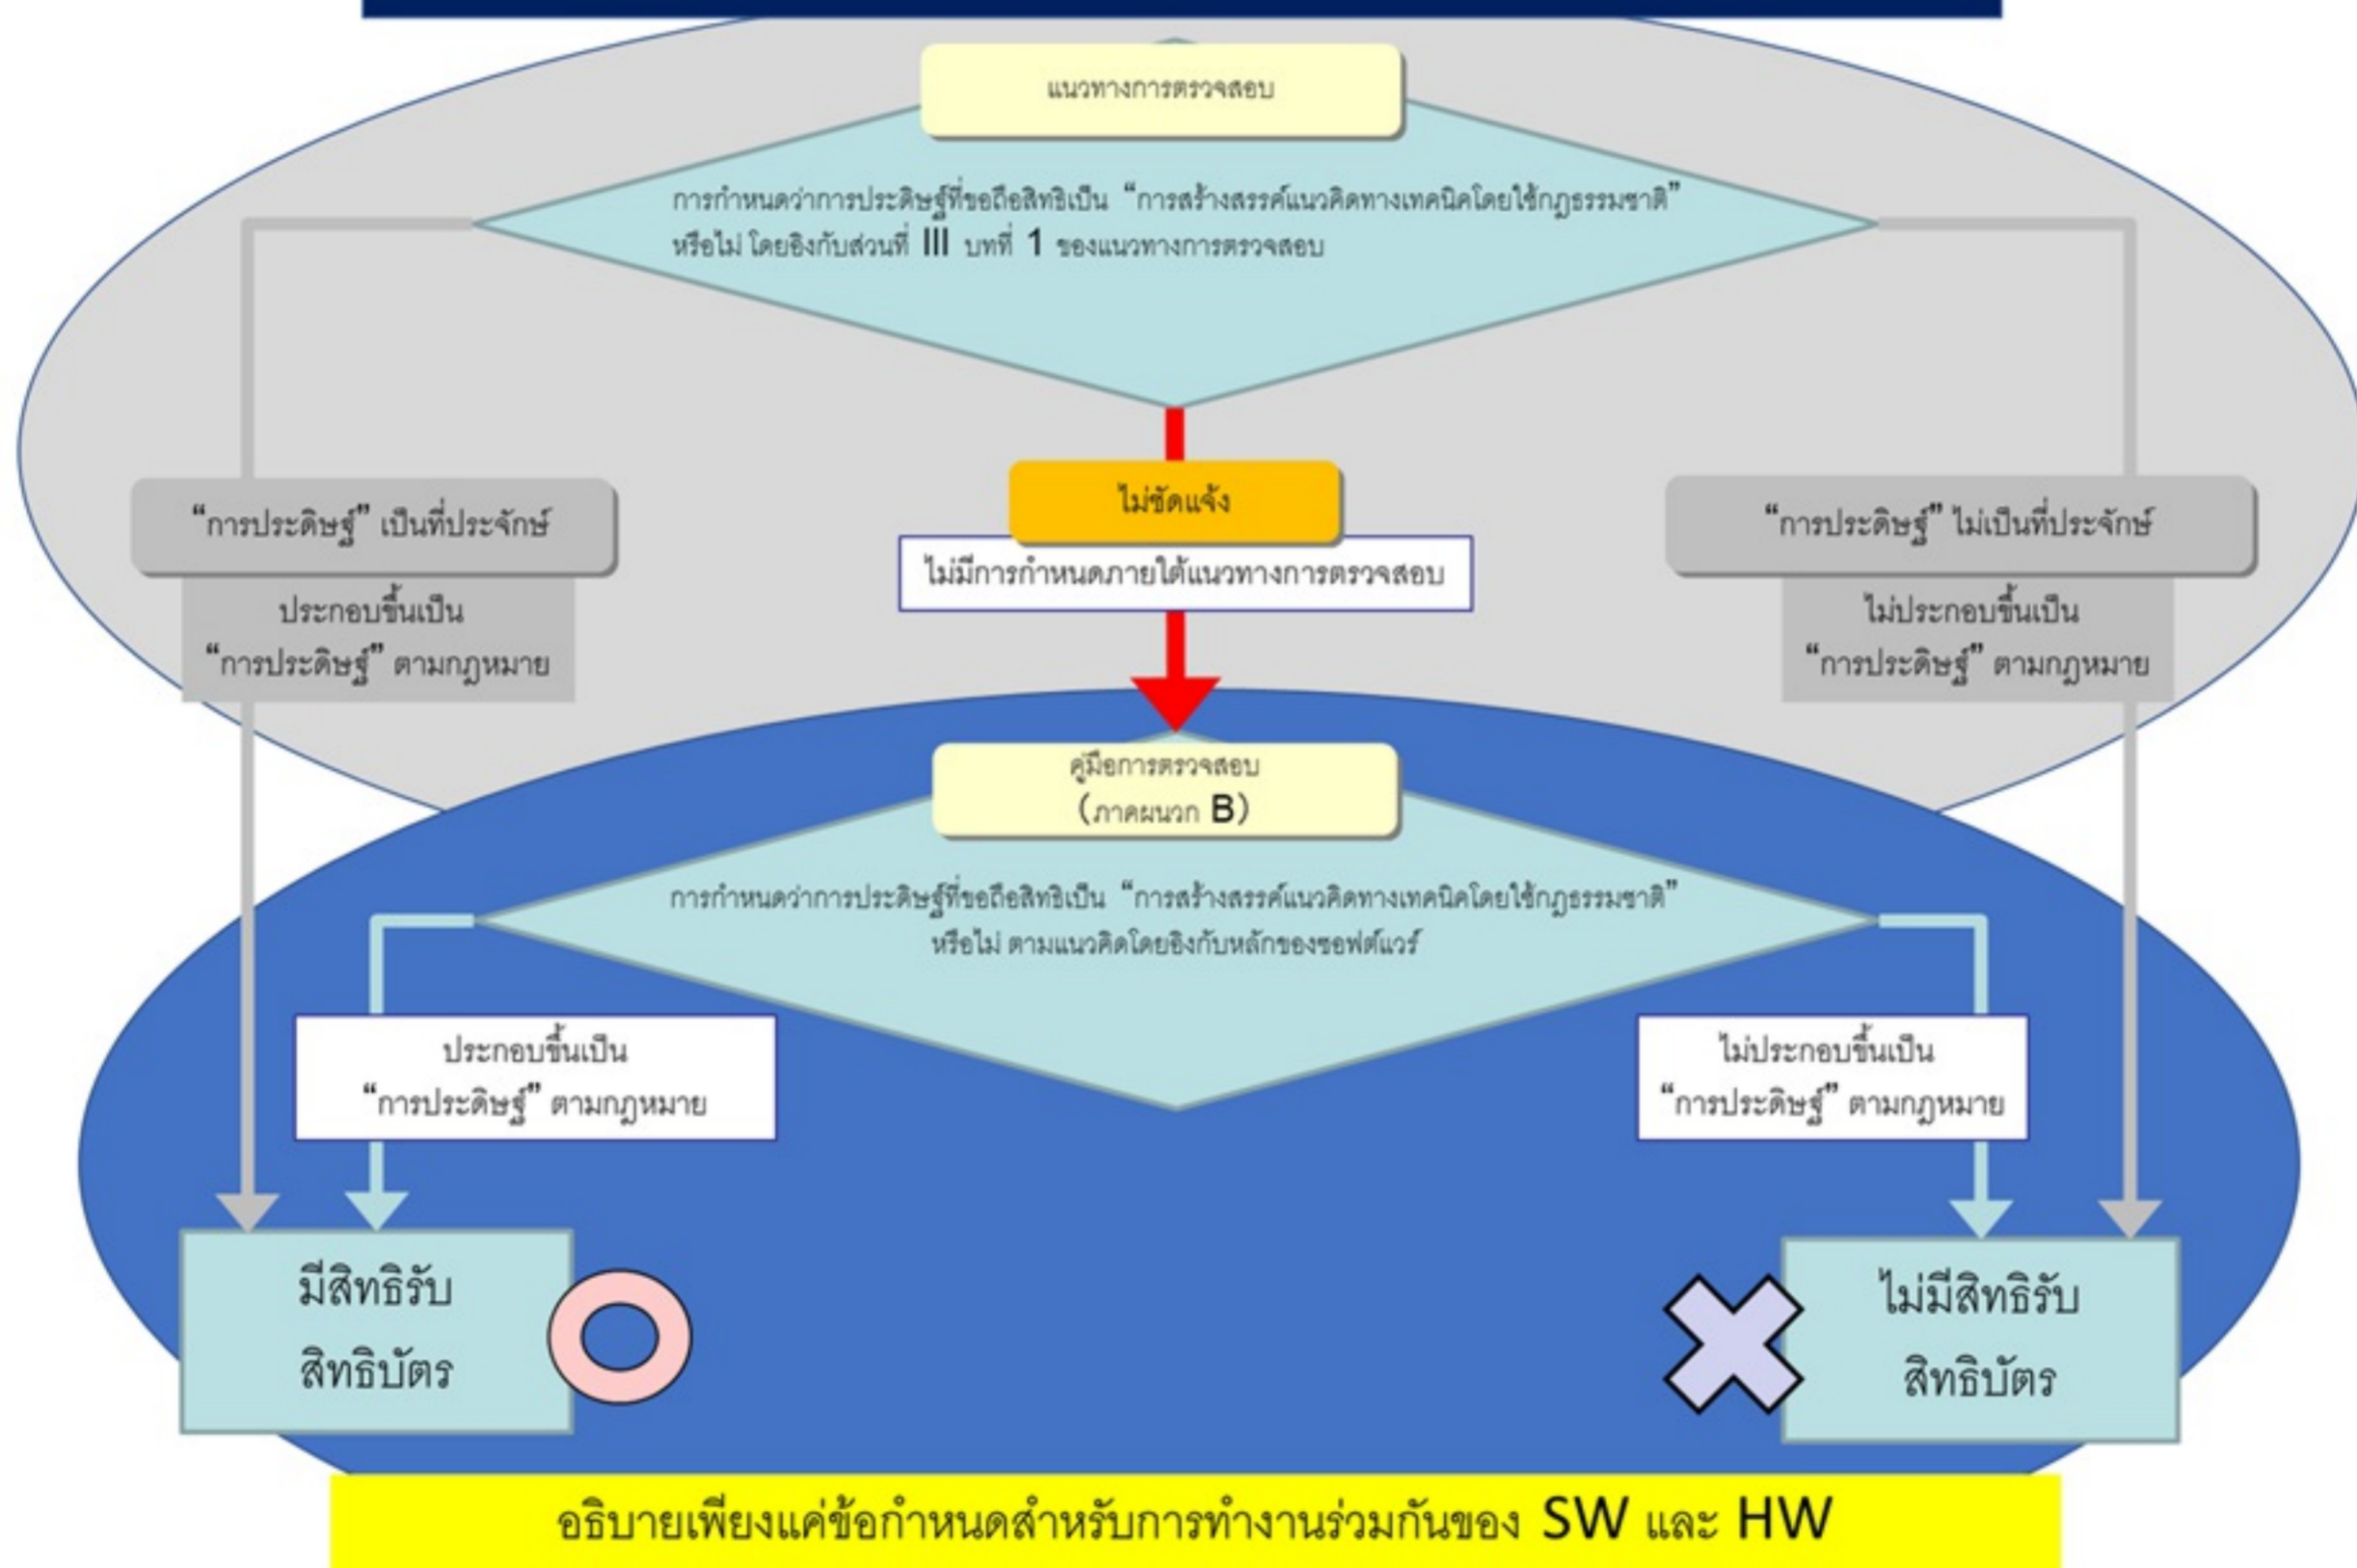 แนวทางการตรวจสอบ
การกำหนดว่าการประดิษฐ์ที่ขอถือสิทธิเป็น “การสร้างสรรค์แนวคิดทางเทคนิคโดยใช้กฎธรรมชาติ”
หรือไม่ โดยอิงกับส่วนที่ III บทที่ 1 ของแนวทางการตรวจสอบ
“การประดิษฐ์” เป็นที่ประจักษ์
ประกอบขึ้นเป็น
“การประดิษฐ์” ตามกฎหมาย
ไม่ชัดแจ้ง
ไม่มีการกำหนดภายใต้แนวทางการตรวจสอบ
“การประดิษฐ์” ไม่เป็นที่ประจักษ์
ไม่ประกอบขึ้นเป็น
“การประดิษฐ์” ตามกฎหมาย
คู่มือการตรวจสอบ
(ภาคผนวก B)
การกำหนดว่าการประดิษฐ์ที่ขอถือสิทธิเป็น “การสร้างสรรค์แนวคิดทางเทคนิคโดยใช้กฎธรรมชาติ”
หรือไม่ ตามแนวคิดโดยอิงกับหลักของซอฟต์แวร์
ประกอบขึ้นเป็น
“การประดิษฐ์” ตามกฎหมาย
ไม่ประกอบขึ้นเป็น
“การประดิษฐ์” ตามกฎหมาย
มีสิทธิรับ
สิทธิบัตร
ไม่มีสิทธิรับ
สิทธิบัตร
อธิบายเพียงแค่ข้อกำหนดสำหรับการทำงานร่วมกันของ SW และ HW